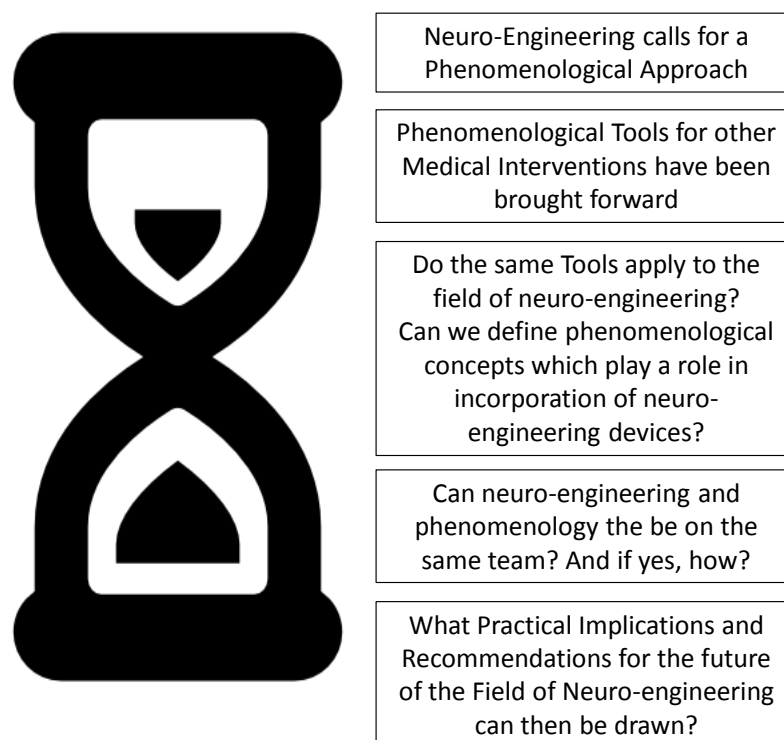 Neuro-Engineering calls for a
Phenomenological Approach
Phenomenological Tools for other
Medical Interventions have been
brought forward
Do the same Tools apply to the
field of neuro-engineering?
Can we define phenomenological
concepts which play a role in
incorporation of neuro-
engineering devices?
Can neuro-engineering and
phenomenology the be on the
same team? And if yes, how?
What Practical Implications and
Recommendations for the future
of the Field of Neuro-engineering
can then be drawn?